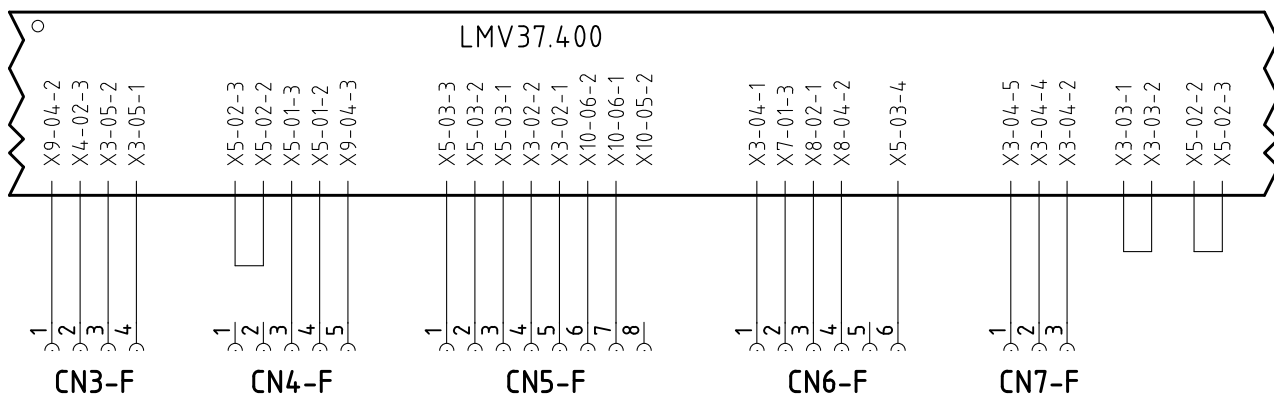 LMV37.400
X9-04-2
X4-02-3
X3-05-2
X3-05-1
X5-02-3
X5-02-2
X5-01-3
X5-01-2
X9-04-3
X5-03-3
X5-03-2
X5-03-1
X3-02-2
X3-02-1
X10-06-2
X10-06-1
X10-05-2
X3-04-1
X7-01-3
X8-02-1
X8-04-2
X5-03-4
X3-04-5
X3-04-4
X3-04-2
X3-03-1
X3-03-2
X5-02-2
X5-02-3
1 2 3 4
1 2 3 4 5
1 2 3 4 5 6 7 8
1 2 3 4 5 6
1 2 3
CN3-F
CN4-F
CN5-F
CN6-F
CN7-F